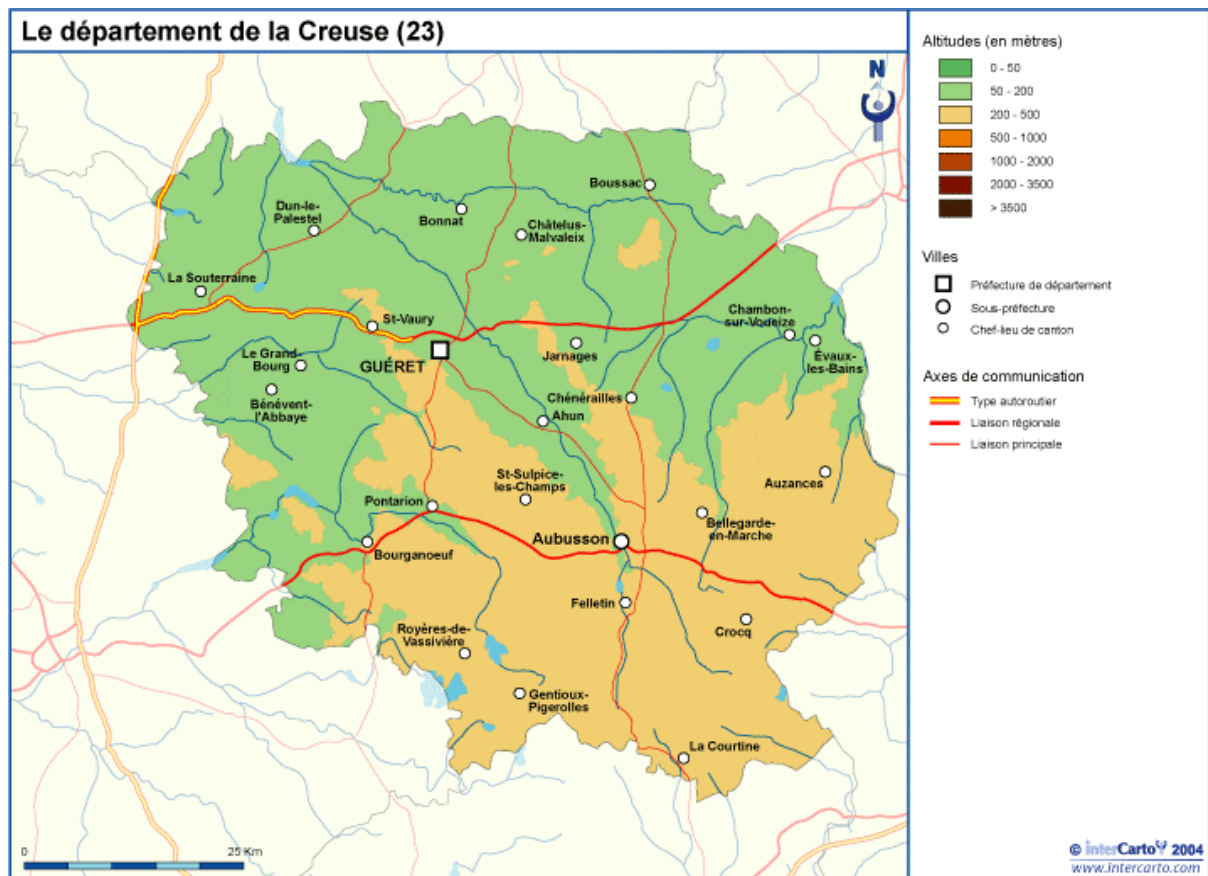 Le département de la Creuse (23)
N
Boussac
Dun-le-
Palestel
Bonnat
Châtelus-
Malvaleix
La Souterraine
St-Vaury
Chambon-
sur-Voueize
Le Grand-
Bourg
GUÉRET
Jarnages
Évaux-
les-Bains
Bénévent-
l'Abbaye
Chénérailles
Ahun
St-Sulpice-
les-Champs
Auzances
Pontarion
Bellegarde-
en-Marche
Aubusson
Bourganoeuf
Felletin
Crocq
Royères-de-
Vassivière
Gentioux-
Pigerolles
La Courtine
0 25 Km
Altitudes (en mètres)
0 - 50
50 - 200
200 - 500
500 - 1000
1000 - 2000
2000 - 3500
> 3500
Villes
Préfecture de département
Sous-préfecture
Chef-lieu de canton
Axes de communication
Type autoroutier
Liaison régionale
Liaison principale
© interCarto 2004
www.intercarto.com